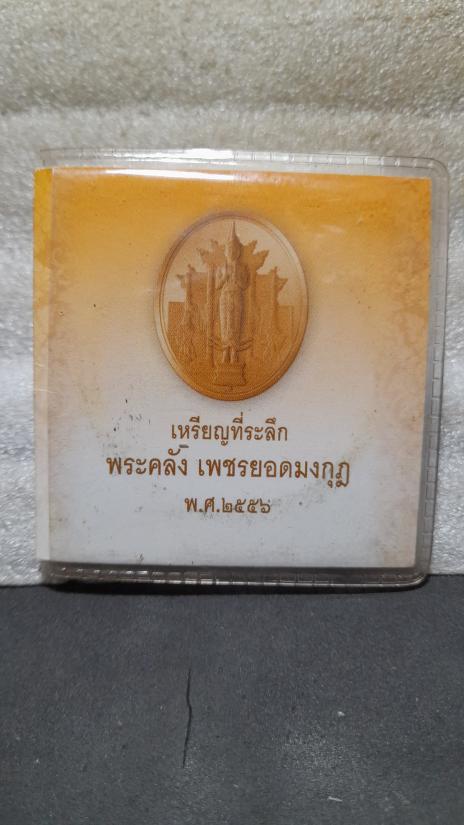 เหรียญที่ระลึก
พระคลัง เพชรยอดมงกุฎ
พ.ศ.๒๕๕๖